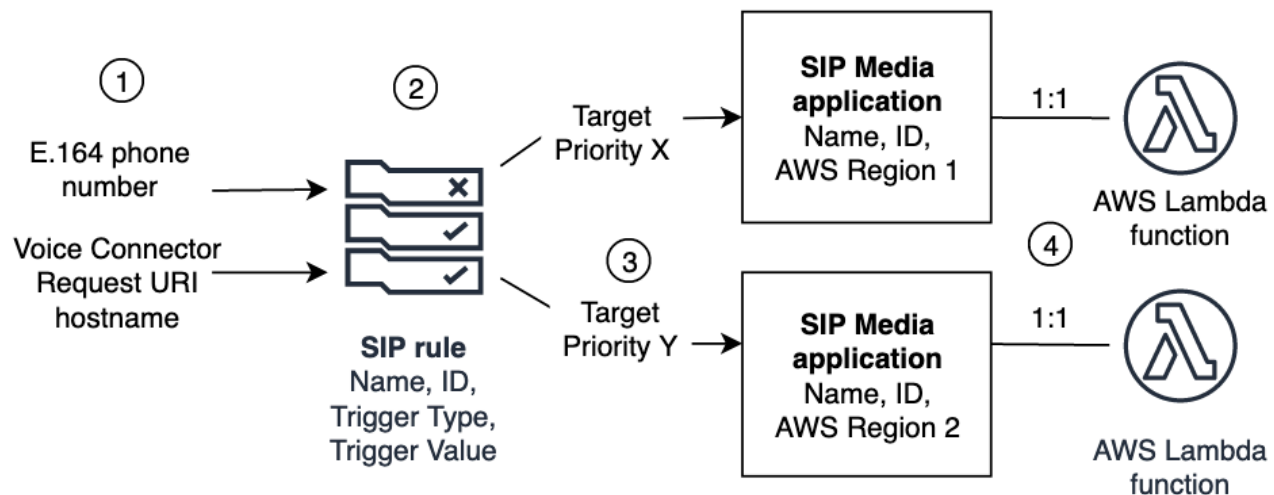 1
E.164 phone
number
Voice Connector
Request URI
hostname
2
SIP rule
Name, ID,
Trigger Type,
Trigger Value
Target
Priority X
3
Target
Priority Y
SIP Media
application
Name, ID,
AWS Region 1
SIP Media
application
Name, ID,
AWS Region 2
1:1
AWS Lambda
function
4
1:1
AWS Lambda
function